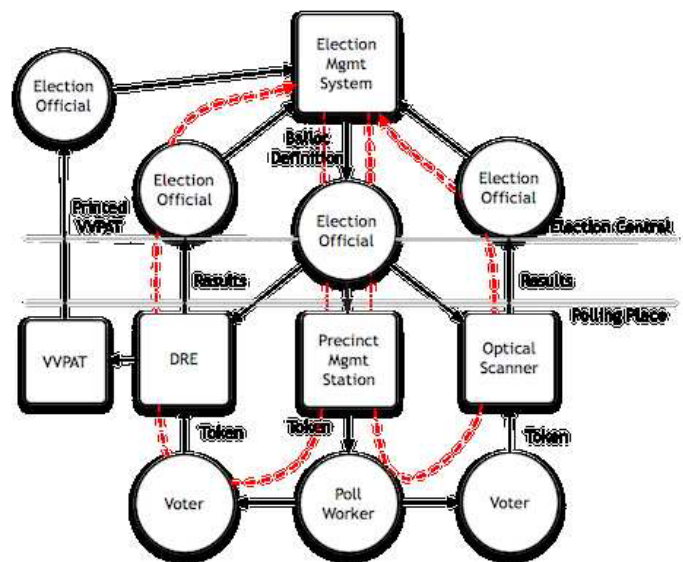 Election
Mgmt
System
Election
Official
Ballot
Definition
Election
Official
Election
Official
Printed
VVPAT
Election
Official
Election Central
Results
Results
Polling Place
VVPAT
DRE
Precinct
Mgmt
Station
Optical
Scanner
Token
Token
Token
Voter
Poll
Worker
Voter